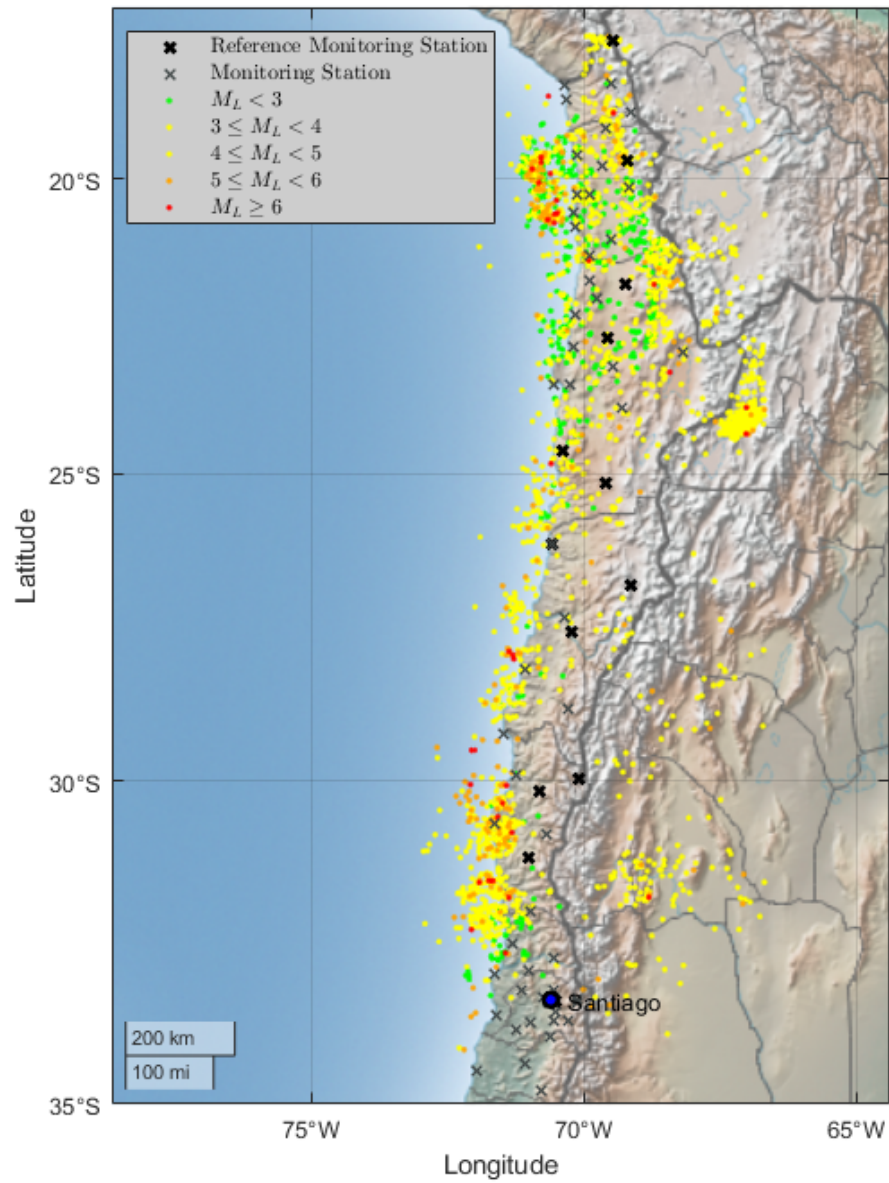 Reference Monitoring Station
Monitoring Station
M_L < 3
3 ≤ M_L < 4
4 ≤ M_L < 5
5 ≤ M_L < 6
M_L ≥ 6
20°S
25°S
30°S
35°S
Latitude
Santiago
200 km
100 mi
75°W 70°W 65°W
Longitude